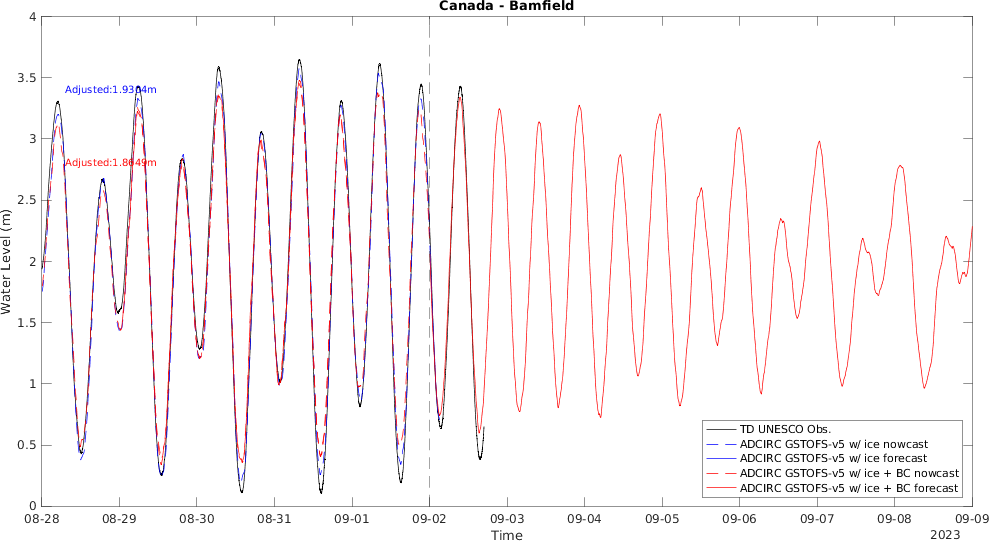 Canada - Bamfield
4
3.5
3
2.5
2
1.5
1
0.5
0
Water Level (m)
Adjusted:1.9304m
Adjusted:1.8649m
TD UNESCO Obs.
ADCIRC GSTOFS-v5 w/ ice nowcast
ADCIRC GSTOFS-v5 w/ ice forecast
ADCIRC GSTOFS-v5 w/ ice + BC nowcast
ADCIRC GSTOFS-v5 w/ ice + BC forecast
08-28 08-29 08-30 08-31 09-01 09-02 09-03 09-04 09-05 09-06 09-07 09-08 09-09
Time
2023